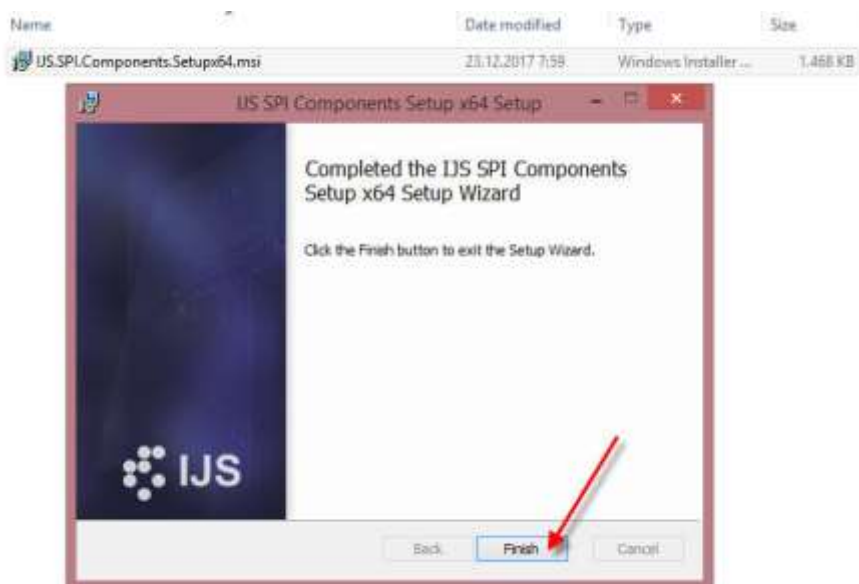 Name Date modified Type Size
IJS.SPI.Components.Setupx64.msi 23.12.2017 7:59 Windows Installer ... 1.468 KB
IJS SPI Components Setup x64 Setup
Completed the IJS SPI Components
Setup x64 Setup Wizard
Click the Finish button to exit the Setup Wizard.
IJS
Back Finish Cancel